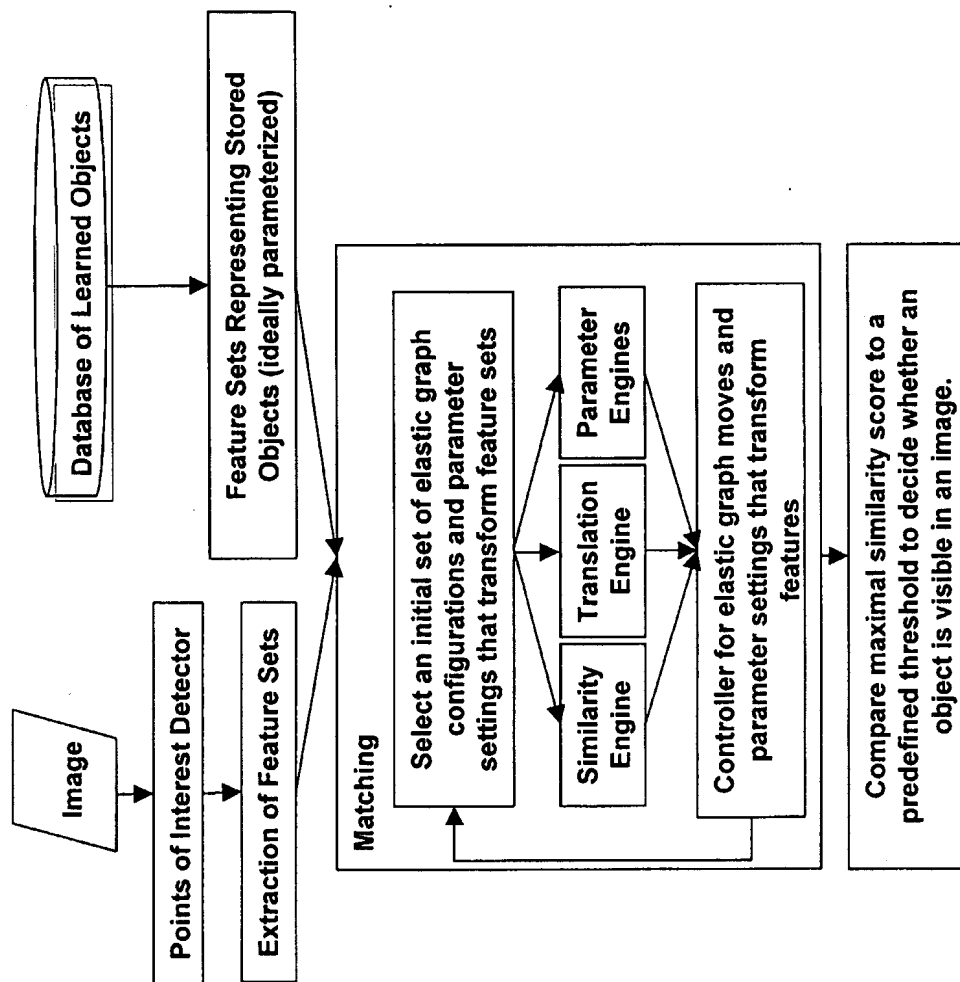 Image
Points of Interest Detector
Extraction of Feature Sets
Database of Learned Objects
Feature Sets Representing Stored
Objects (ideally parameterized)
Matching
Select an initial set of elastic graph
configurations and parameter
settings that transform feature sets
Similarity
Engine
Translation
Engine
Parameter
Engines
Controller for elastic graph moves and
parameter settings that transform
features
Compare maximal similarity score to a
predefined threshold to decide whether an
object is visible in an image.